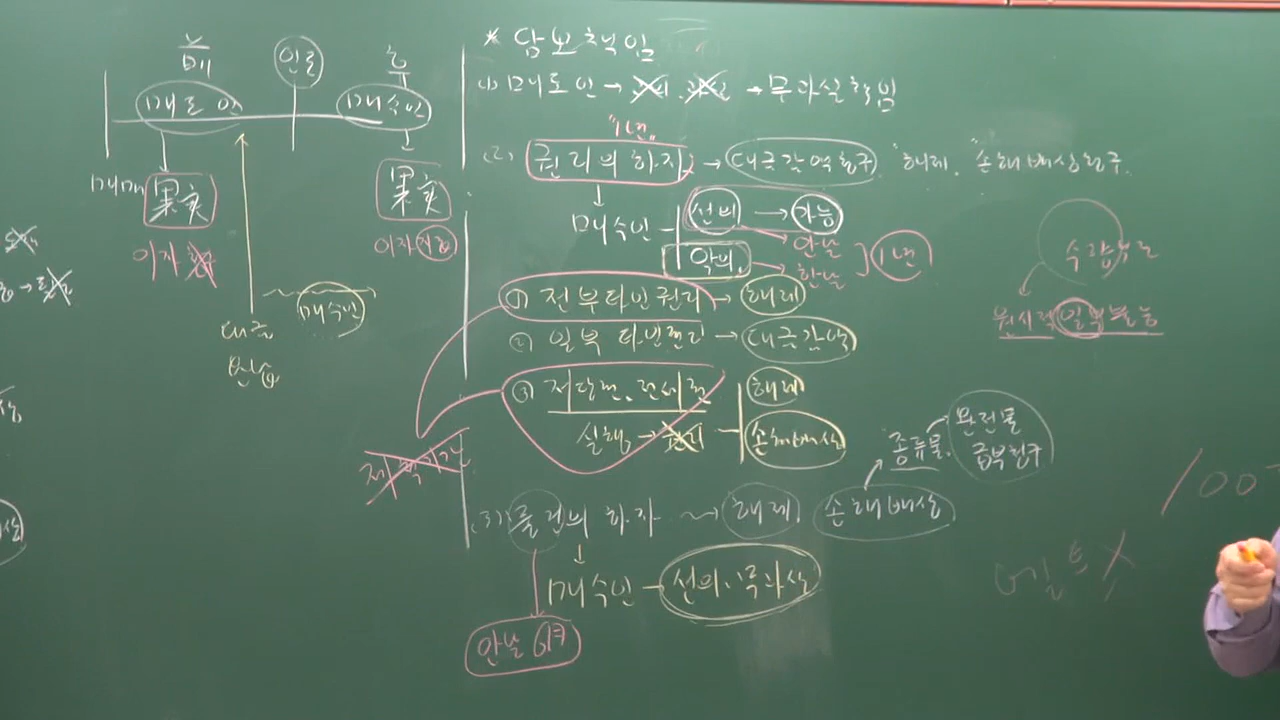 매매 인도
매도인 매수인
매매 果実 果実
이자 이자 지급
매수인
대금
완납
* 담보책임
(1) 매도인 → → 무과실책임
"1년"
(2) 권리의 하자 → 대금감액청구, 해제, 손해배상청구
매수인
선의 → 가능
악의
안날
한날
1년
① 전부타인권리 → 해제
② 일부타인권리 → 대금감액
③ 저당권, 전세권
실행 → 권리
해제
손해배상
제척기간
(3) 물건의 하자 해제 손해배상
종류물 완전물
급부청구
매수인 - 선의·무과실
안날 6月
수량부족
원시적 일부불능
100